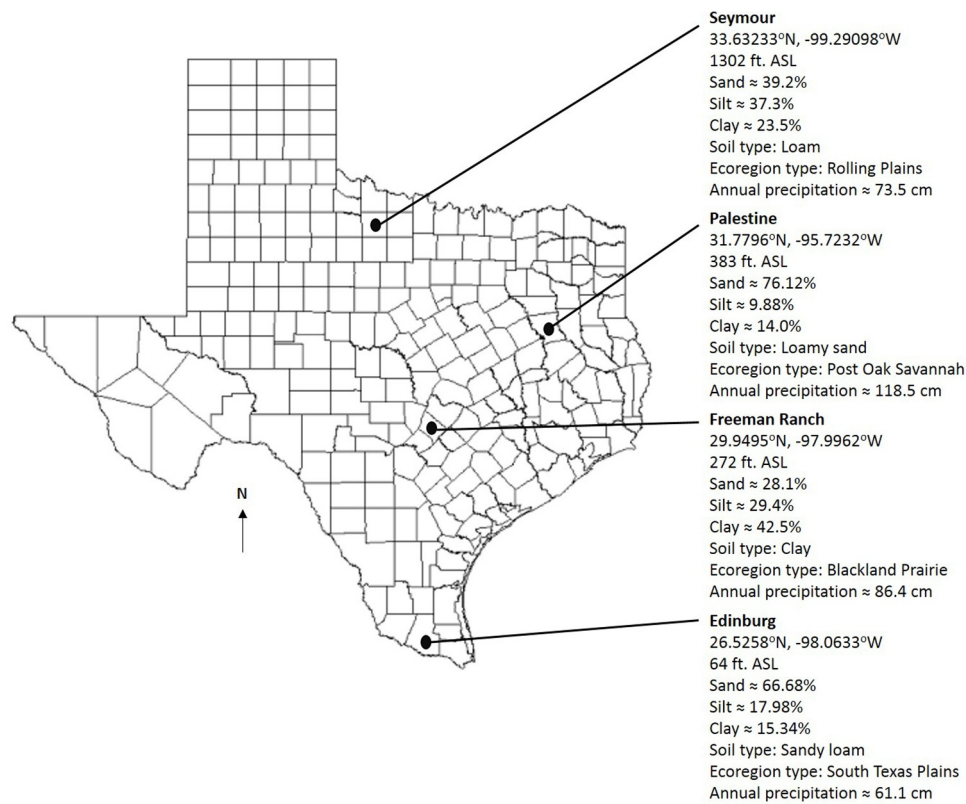 Seymour
33.63233°N, -99.29098°W
1302 ft. ASL
Sand ≈ 39.2%
Silt ≈ 37.3%
Clay ≈ 23.5%
Soil type: Loam
Ecoregion type: Rolling Plains
Annual precipitation ≈ 73.5 cm
Palestine
31.7796°N, -95.7232°W
383 ft. ASL
Sand ≈ 76.12%
Silt ≈ 9.88%
Clay ≈ 14.0%
Soil type: Loamy sand
Ecoregion type: Post Oak Savannah
Annual precipitation ≈ 118.5 cm
Freeman Ranch
29.9495°N, -97.9962°W
272 ft. ASL
Sand ≈ 28.1%
Silt ≈ 29.4%
Clay ≈ 42.5%
Soil type: Clay
Ecoregion type: Blackland Prairie
Annual precipitation ≈ 86.4 cm
N
Edinburg
26.5258°N, -98.0633°W
64 ft. ASL
Sand ≈ 66.68%
Silt ≈ 17.98%
Clay ≈ 15.34%
Soil type: Sandy loam
Ecoregion type: South Texas Plains
Annual precipitation ≈ 61.1 cm